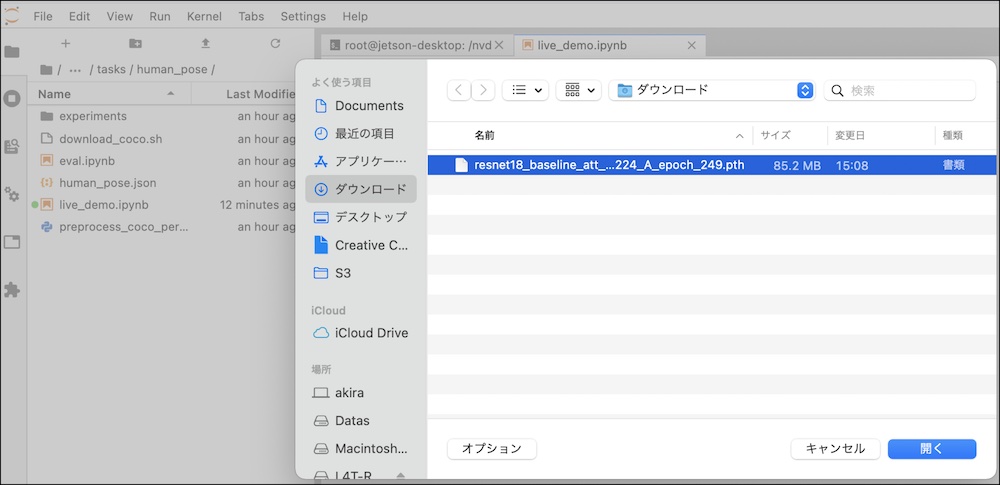 File Edit View Run Kernel Tabs Settings Help
root@jetson-desktop: /nvd
live_demo.ipynb
/ ··· / tasks / human_pose /
Name Last Modifie
experiments an hour ag
download_coco.sh an hour ago
eval.ipynb an hour ago
human_pose.json an hour ago
live_demo.ipynb 12 minutes ag
preprocess_coco_per... an hour ag
よく使う項目
Documents
最近の項目
アプリケー…
ダウンロード
デスクトップ
Creative C...
S3
iCloud
iCloud Drive
場所
akira
Datas
Macintosh...
L4T-R
ダウンロード
検索
名前 サイズ 変更日 種類
resnet18_baseline_att_...224_A_epoch_249.pth 85.2 MB 15:08 書類
オプション キャンセル 開く